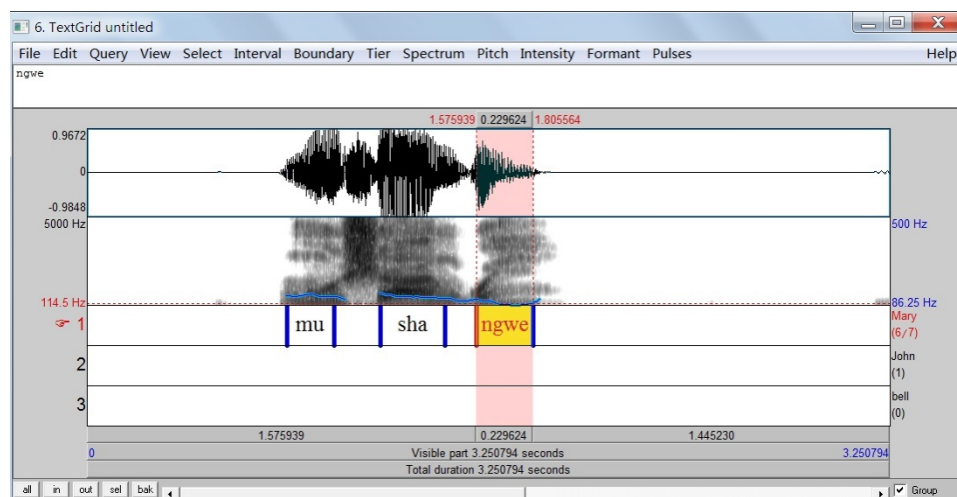 6. TextGrid untitled
File Edit Query View Select Interval Boundary Tier Spectrum Pitch Intensity Formant Pulses Help
ngwe
1.575939 0.229624 1.805564
0.9672
0
-0.9848
5000 Hz 500 Hz
114.5 Hz 86.25 Hz
1 mu sha ngwe Mary
(6/7)
2 John
(1)
3 bell
(0)
1.575939 0.229624 1.445230
0 Visible part 3.250794 seconds 3.250794
Total duration 3.250794 seconds
all in out sel bak Group